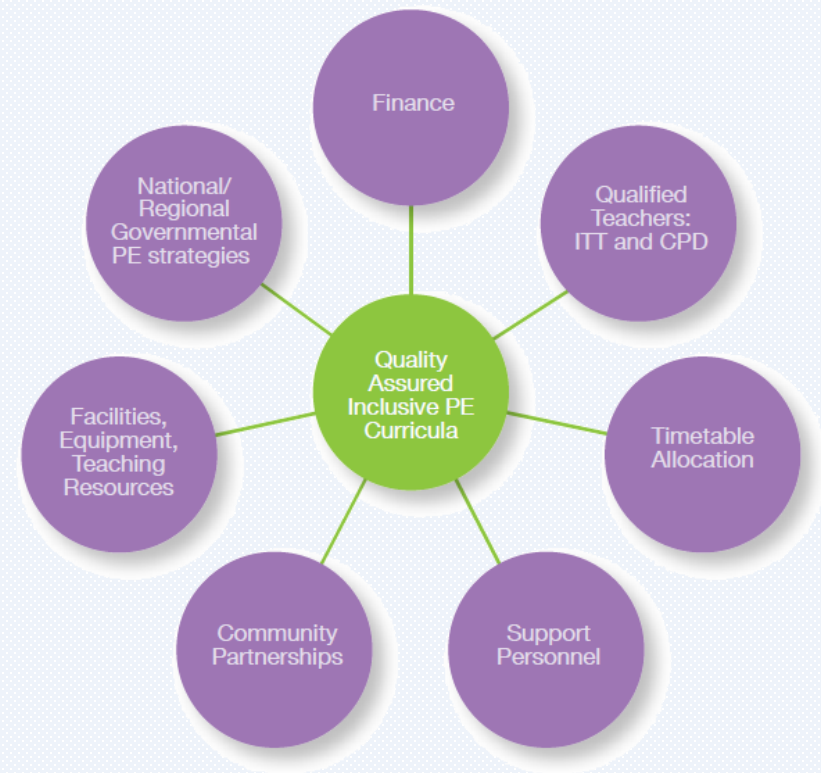 Finance
National/
Regional
Governmental
PE strategies
Qualified
Teachers:
ITT and CPD
Quality
Assured
Inclusive PE
Curricula
Facilities,
Equipment,
Teaching
Resources
Timetable
Allocation
Community
Partnerships
Support
Personnel